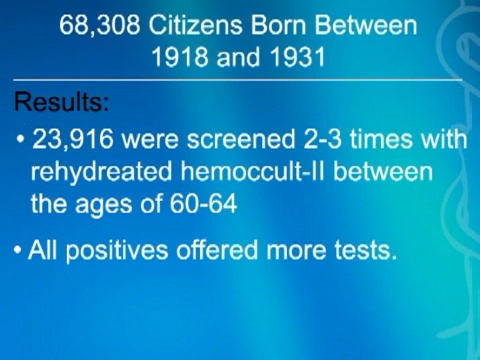 68,308 Citizens Born Between
1918 and 1931
Results:
• 23,916 were screened 2-3 times with
rehydreated hemoccult-II between
the ages of 60-64
• All positives offered more tests.